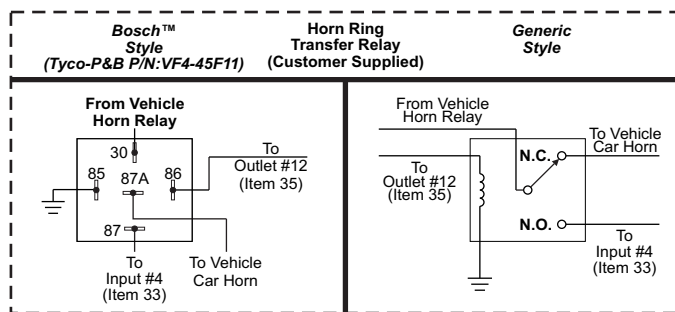 Bosch™
Style
(Tyco-P&B P/N:VF4-45F11)
Horn Ring
Transfer Relay
(Customer Supplied)
Generic
Style
From Vehicle
Horn Relay
30
85
87A
86
87
To
Outlet #12
(Item 35)
To
Input #4
(Item 33)
To Vehicle
Car Horn
From Vehicle
Horn Relay
To
Outlet #12
(Item 35)
N.C.
To Vehicle
Car Horn
N.O.
To
Input #4
(Item 33)